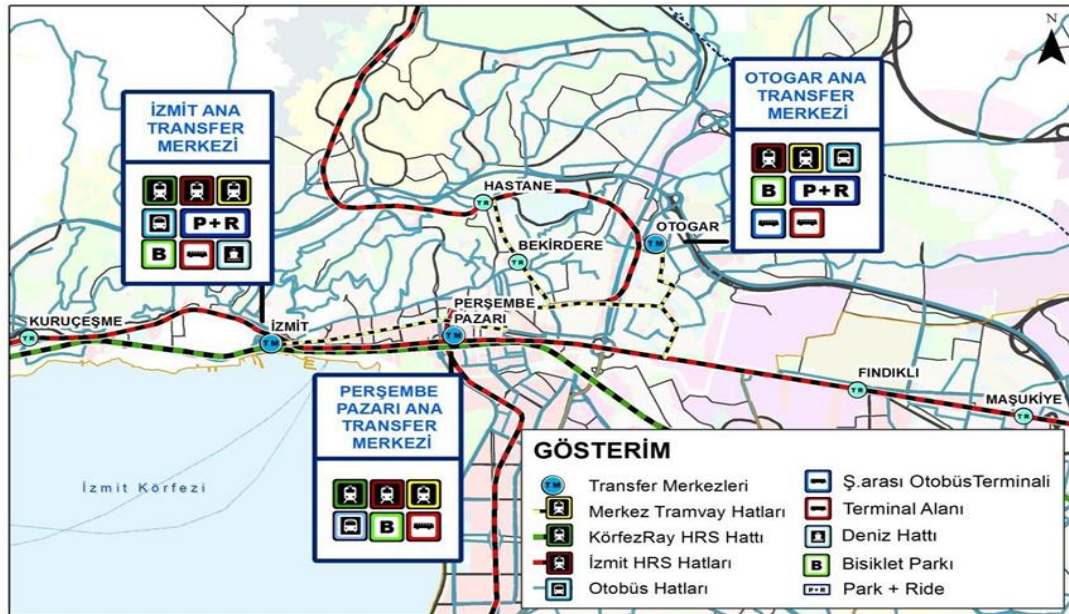 N
İZMİT ANA
TRANSFER
MERKEZİ
P+R
B
OTOGAR ANA
TRANSFER
MERKEZİ
B
P+R
HASTANE
TR
BEKİRDERE
TR
OTOGAR
TM
PERŞEMBE
PAZARI
TM
KURUÇEŞME
TR
İZMİT
TM
FINDIKLI
TR
MAŞUKİYE
TR
PERŞEMBE
PAZARI ANA
TRANSFER
MERKEZİ
B
İzmit Körfezi
GÖSTERİM
TM Transfer Merkezleri
Merkez Tramvay Hatları
KörfezRay HRS Hattı
İzmit HRS Hatları
Otobüs Hatları
Ş.arası OtobüsTerminali
Terminal Alanı
Deniz Hattı
B Bisiklet Parkı
P+R Park + Ride